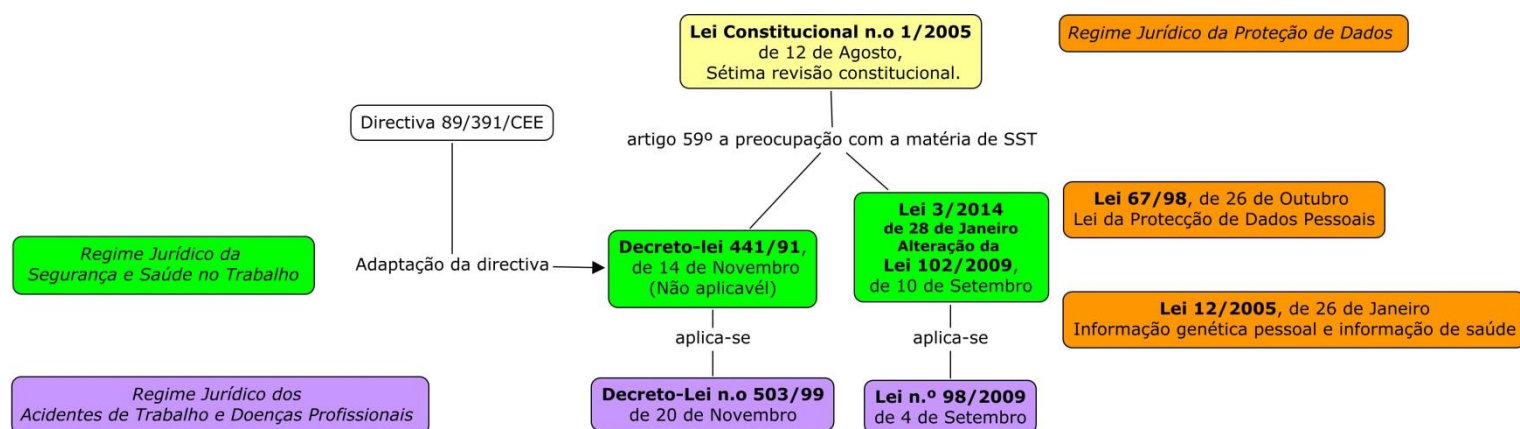 Lei Constitucional n.o 1/2005
de 12 de Agosto,
Sétima revisão constitucional.
Regime Jurídico da Proteção de Dados
Directiva 89/391/CEE
artigo 59º a preocupação com a matéria de SST
Lei 67/98, de 26 de Outubro
Lei da Protecção de Dados Pessoais
Lei 3/2014
de 28 de Janeiro
Alteração da
Lei 102/2009,
de 10 de Setembro
Regime Jurídico da
Segurança e Saúde no Trabalho
Adaptação da directiva
Decreto-lei 441/91,
de 14 de Novembro
(Não aplicavél)
Lei 12/2005, de 26 de Janeiro
Informação genética pessoal e informação de saúde
aplica-se
aplica-se
Regime Jurídico dos
Acidentes de Trabalho e Doenças Profissionais
Decreto-Lei n.o 503/99
de 20 de Novembro
Lei n.º 98/2009
de 4 de Setembro